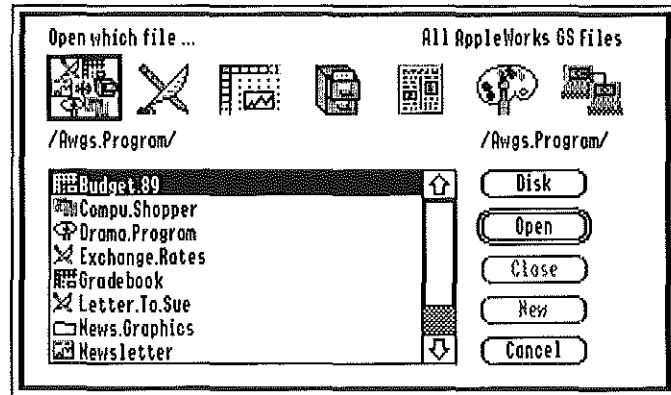 Open which file ...
All AppleWorks GS Files
/Awgs.Program/
/Awgs.Program/
Budget.89
Compu.Shopper
Drama.Program
Exchange.Rates
Gradebook
Letter.To.Sue
News.Graphics
Newsletter
Disk
Open
Close
New
Cancel